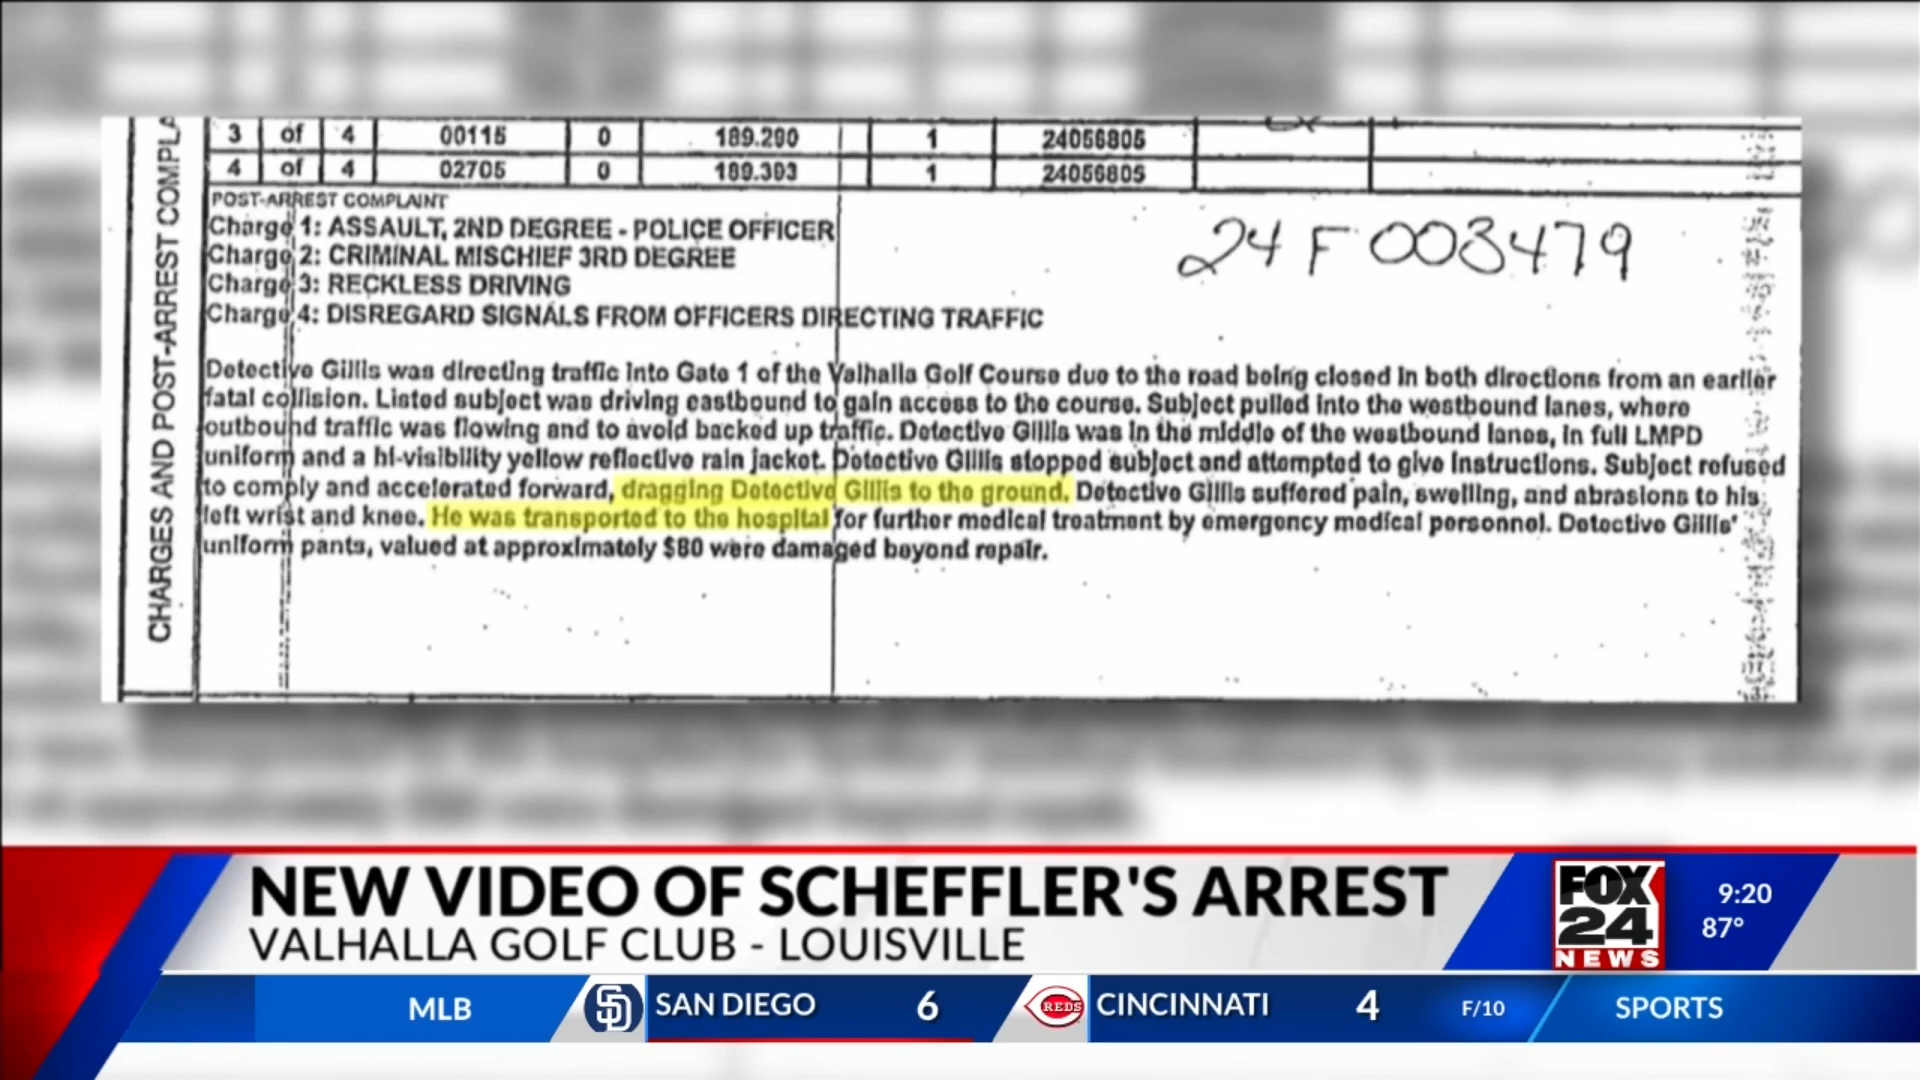 CHARGES AND POST-ARREST COMPLA
3 of 4 00115 0 189.290 1 24056805
4 of 4 02705 0 189.393 1 24056805
POST-ARREST COMPLAINT
Charge 1: ASSAULT, 2ND DEGREE - POLICE OFFICER
Charge 2: CRIMINAL MISCHIEF 3RD DEGREE
Charge 3: RECKLESS DRIVING
Charge 4: DISREGARD SIGNALS FROM OFFICERS DIRECTING TRAFFIC
24F003479
Detective Gillis was directing traffic into Gate 1 of the Valhalla Golf Course due to the road being closed in both directions from an earlier
fatal collision. Listed subject was driving eastbound to gain access to the course. Subject pulled into the westbound lanes, where
outbound traffic was flowing and to avoid backed up traffic. Detective Gillis was in the middle of the westbound lanes, in full LMPD
uniform and a hi-visibility yellow reflective rain jacket. Detective Gillis stopped subject and attempted to give instructions. Subject refused
to comply and accelerated forward, dragging Detective Gillis to the ground. Detective Gillis suffered pain, swelling, and abrasions to his
left wrist and knee. He was transported to the hospital for further medical treatment by emergency medical personnel. Detective Gillis'
uniform pants, valued at approximately $80 were damaged beyond repair.
NEW VIDEO OF SCHEFFLER'S ARREST
VALHALLA GOLF CLUB - LOUISVILLE
FOX
24
NEWS
9:20
87°
MLB SD SAN DIEGO 6 REDS CINCINNATI 4 F/10 SPORTS